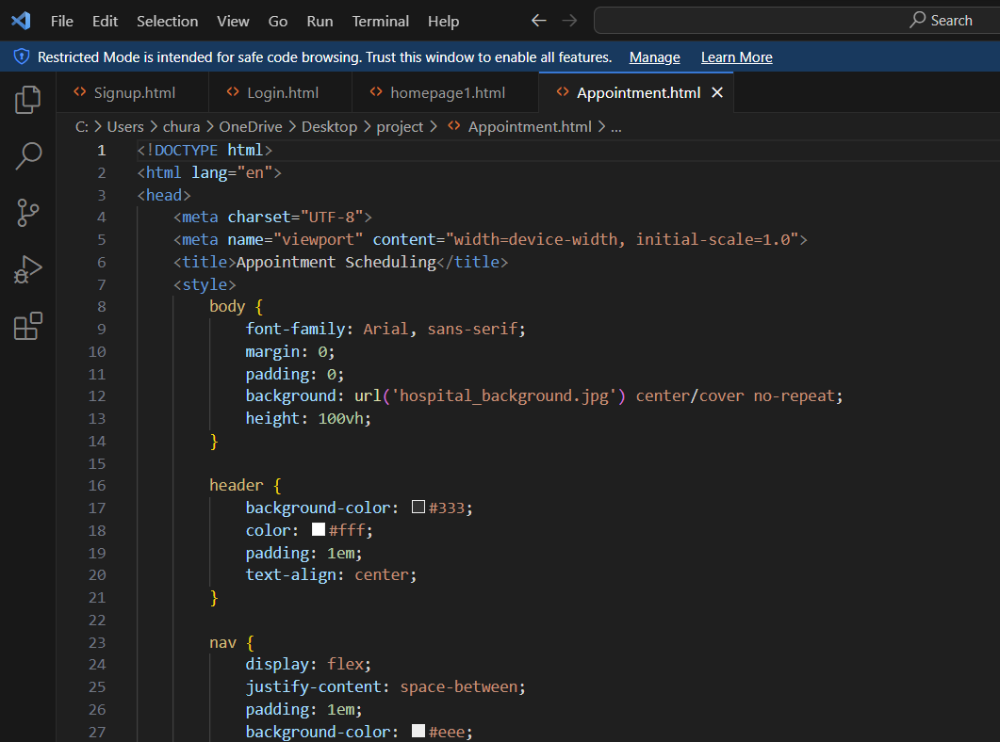 File Edit Selection View Go Run Terminal Help Search
Restricted Mode is intended for safe code browsing. Trust this window to enable all features. Manage Learn More
Signup.html Login.html homepage1.html Appointment.html
C: > Users > chura > OneDrive > Desktop > project > Appointment.html > ...
1 <!DOCTYPE html>
2 <html lang="en">
3 <head>
4 <meta charset="UTF-8">
5 <meta name="viewport" content="width=device-width, initial-scale=1.0">
6 <title>Appointment Scheduling</title>
7 <style>
8 body {
9 font-family: Arial, sans-serif;
10 margin: 0;
11 padding: 0;
12 background: url('hospital_background.jpg') center/cover no-repeat;
13 height: 100vh;
14 }
15
16 header {
17 background-color: #333;
18 color: #fff;
19 padding: 1em;
20 text-align: center;
21 }
22
23 nav {
24 display: flex;
25 justify-content: space-between;
26 padding: 1em;
27 background-color: #eee;